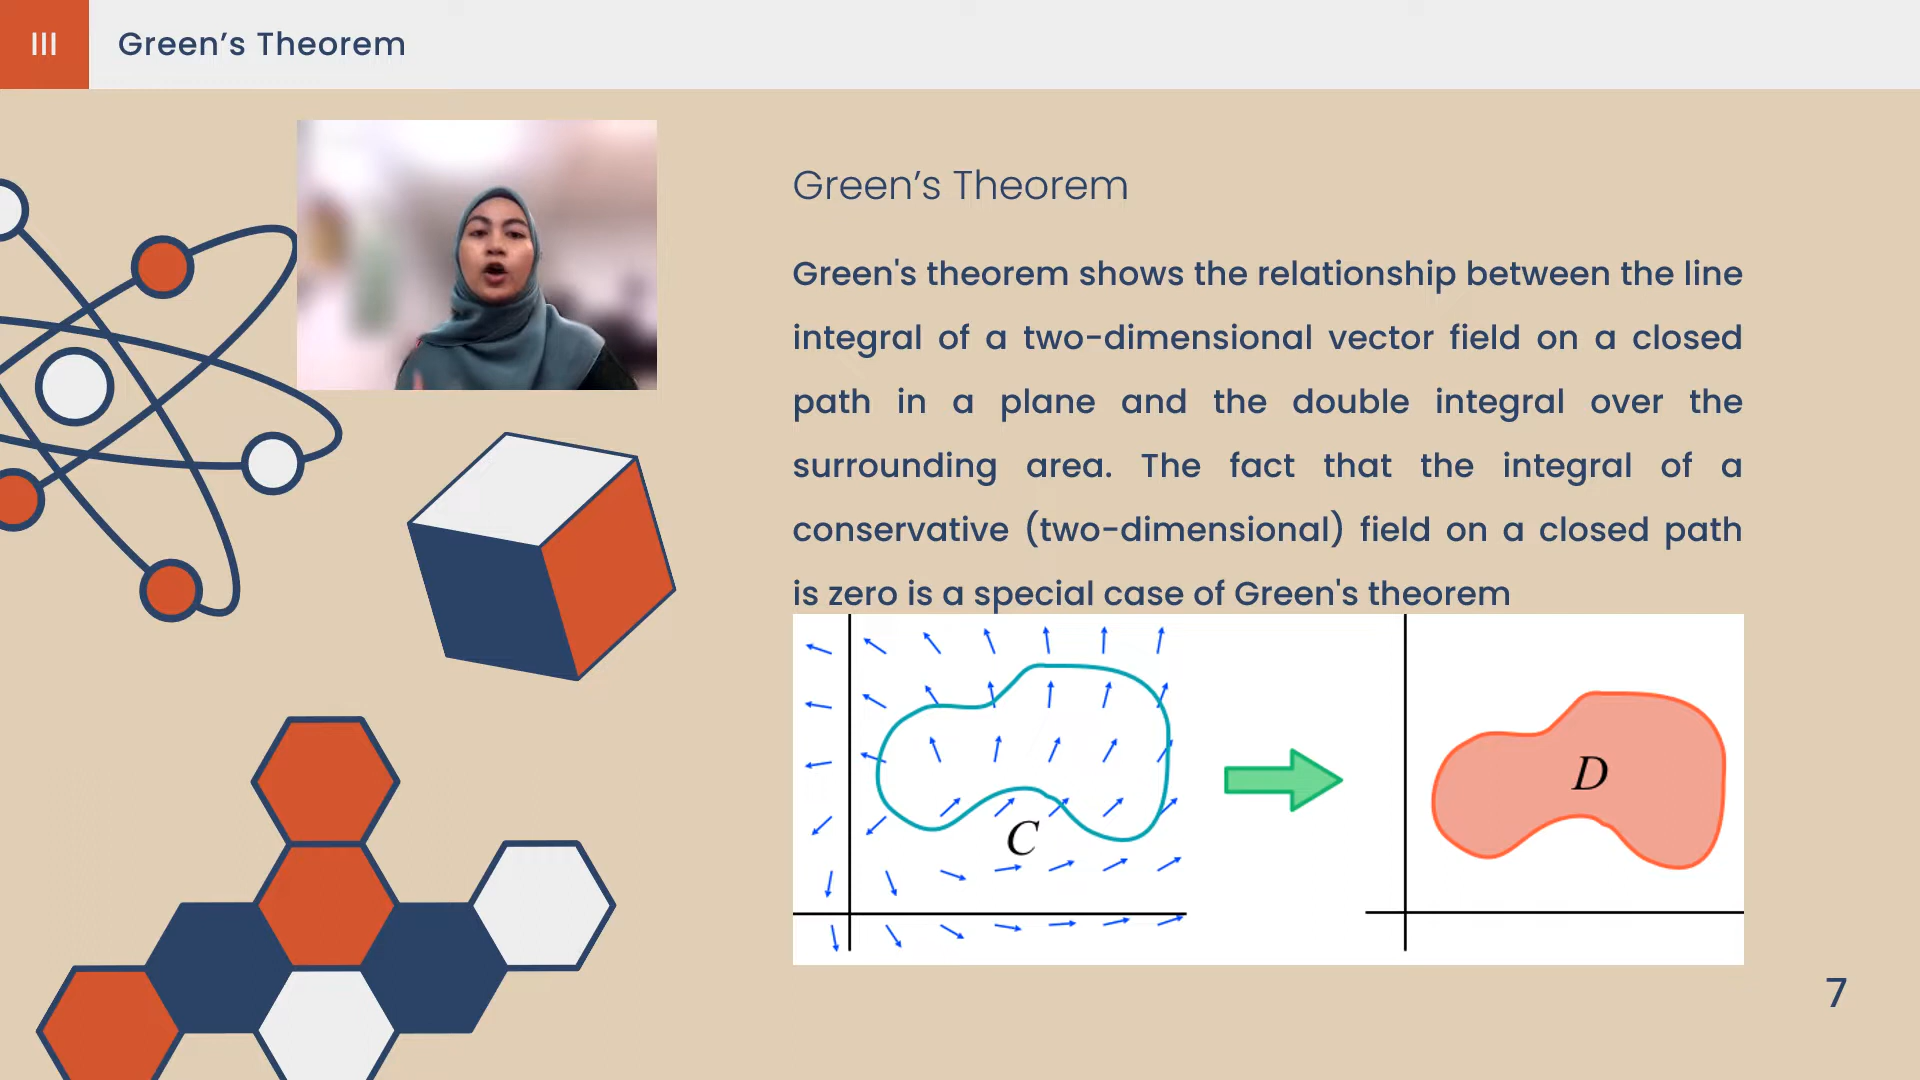 III
Green’s Theorem
Green’s Theorem
Green's theorem shows the relationship between the line
integral of a two-dimensional vector field on a closed
path in a plane and the double integral over the
surrounding area. The fact that the integral of a
conservative (two-dimensional) field on a closed path
is zero is a special case of Green's theorem
C
D
7